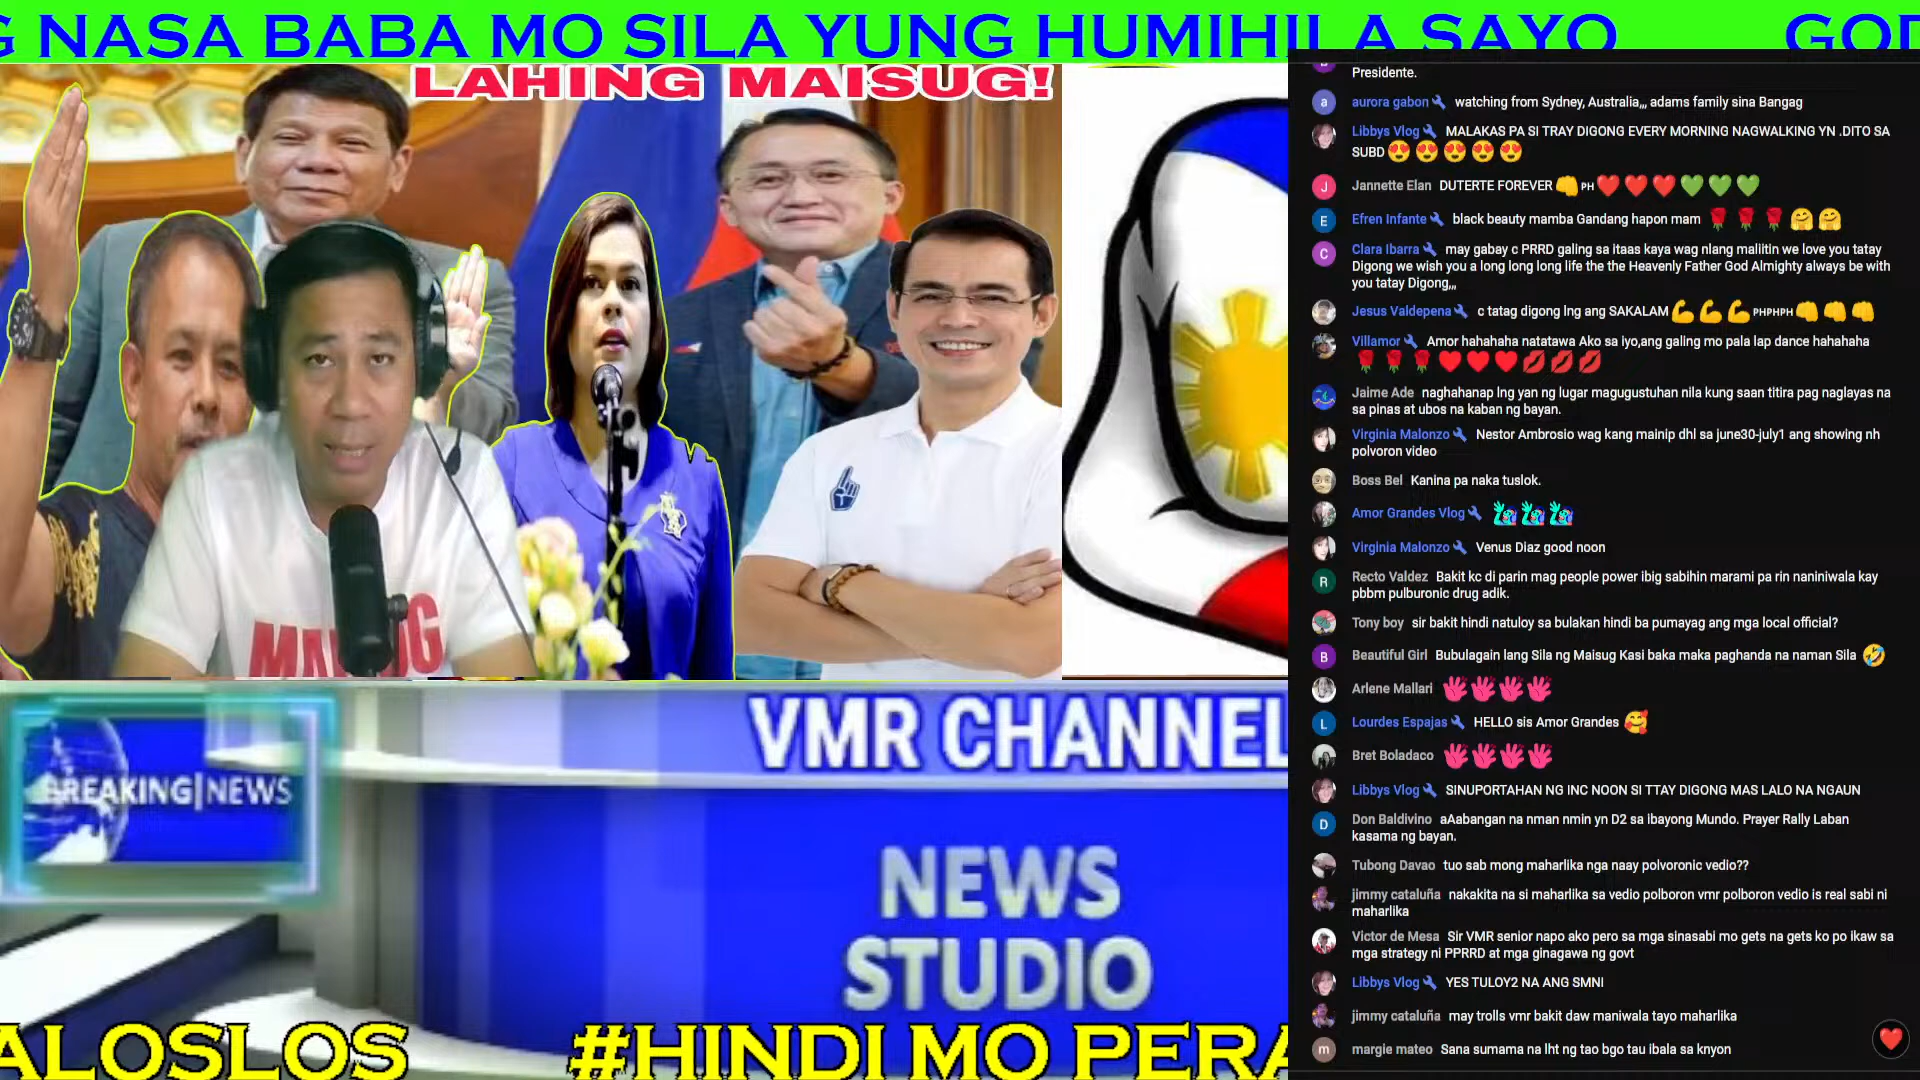 NASA BABA MO SILA YUNG HUMIHILA SAYO
LAHING MAISUG!
BREAKING|NEWS
VMR CHANNEL
NEWS
STUDIO
ALOSLOS #HINDI MO PERA
Presidente.
aurora gabon watching from Sydney, Australia,,, adams family sina Bangag
Libbys Vlog MALAKAS PA SI TRAY DIGONG EVERY MORNING NAGWALKING YN .DITO SA
SUBD😍😍😍😍😍
Jannette Elan DUTERTE FOREVER👊PH❤️❤️❤️💚💚💚
Efren Infante black beauty mamba Gandang hapon mam 🌹🌹🌹🤗🤗
Clara Ibarra may gabay c PRRD galing sa itaas kaya wag nlang maliitin we love you tatay
Digong we wish you a long long long life the the Heavenly Father God Almighty always be with
you tatay Digong,,,
Jesus Valdepena c tatag digong lng ang SAKALAM💪💪💪PHPHPH👊👊👊
Villamor Amor hahahaha natatawa Ako sa iyo,ang galing mo pala lap dance hahahaha
🌹🌹🌹❤️❤️❤️💋💋💋
Jaime Ade naghahanap lng yan ng lugar magugustuhan nila kung saan titira pag naglayas na
sa pinas at ubos na kaban ng bayan.
Virginia Malonzo Nestor Ambrosio wag kang mainip dhl sa june30-july1 ang showing nh
polvoron video
Boss Bel Kanina pa naka tuslok.
Amor Grandes Vlog
Virginia Malonzo Venus Diaz good noon
Recto Valdez Bakit kc di parin mag people power ibig sabihin marami pa rin naniniwala kay
pbbm pulburonic drug adik.
Tony boy sir bakit hindi natuloy sa bulakan hindi ba pumayag ang mga local official?
Beautiful Girl Bubulagain lang Sila ng Maisug Kasi baka maka paghanda na naman Sila 🤣
Arlene Mallari
Lourdes Espajas HELLO sis Amor Grandes 🥰
Bret Boladaco
Libbys Vlog SINUPORTAHAN NG INC NOON SI TTAY DIGONG MAS LALO NA NGAUN
Don Baldivino aAabangan na nman nmin yn D2 sa ibayong Mundo. Prayer Rally Laban
kasama ng bayan.
Tubong Davao tuo sab mong maharlika nga naay polvoronic vedio??
jimmy cataluña nakakita na si maharlika sa vedio polboron vmr polboron vedio is real sabi ni
maharlika
Victor de Mesa Sir VMR senior napo ako pero sa mga sinasabi mo gets na gets ko po ikaw sa
mga strategy ni PPRRD at mga ginagawa ng govt
Libbys Vlog YES TULOY2 NA ANG SMNI
jimmy cataluña may trolls vmr bakit daw maniwala tayo maharlika
margie mateo Sana sumama na lht ng tao bgo tau ibala sa knyon